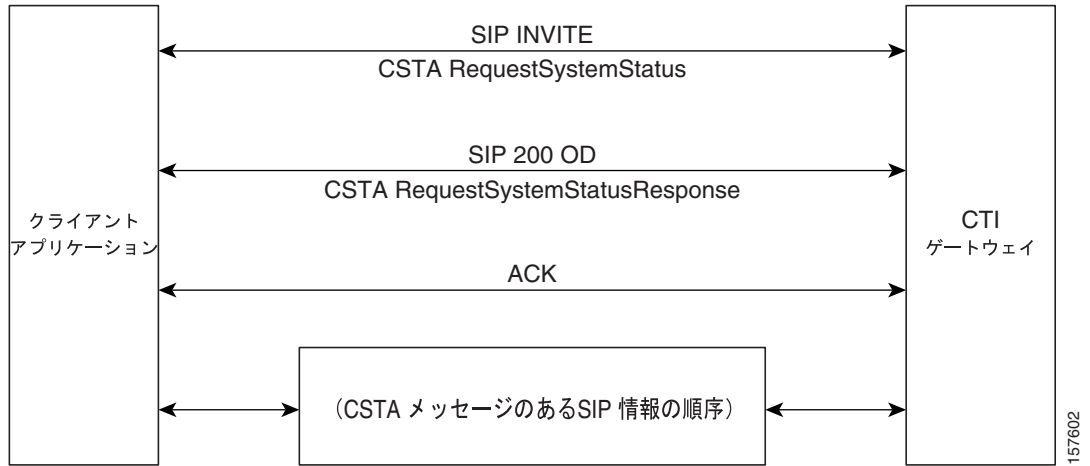 SIP INVITE
CSTA RequestSystemStatus
SIP 200 OD
CSTA RequestSystemStatusResponse
クライアント
アプリケーション
CTI
ゲートウェイ
ACK
（CSTA メッセージのあるSIP 情報の順序）
157602